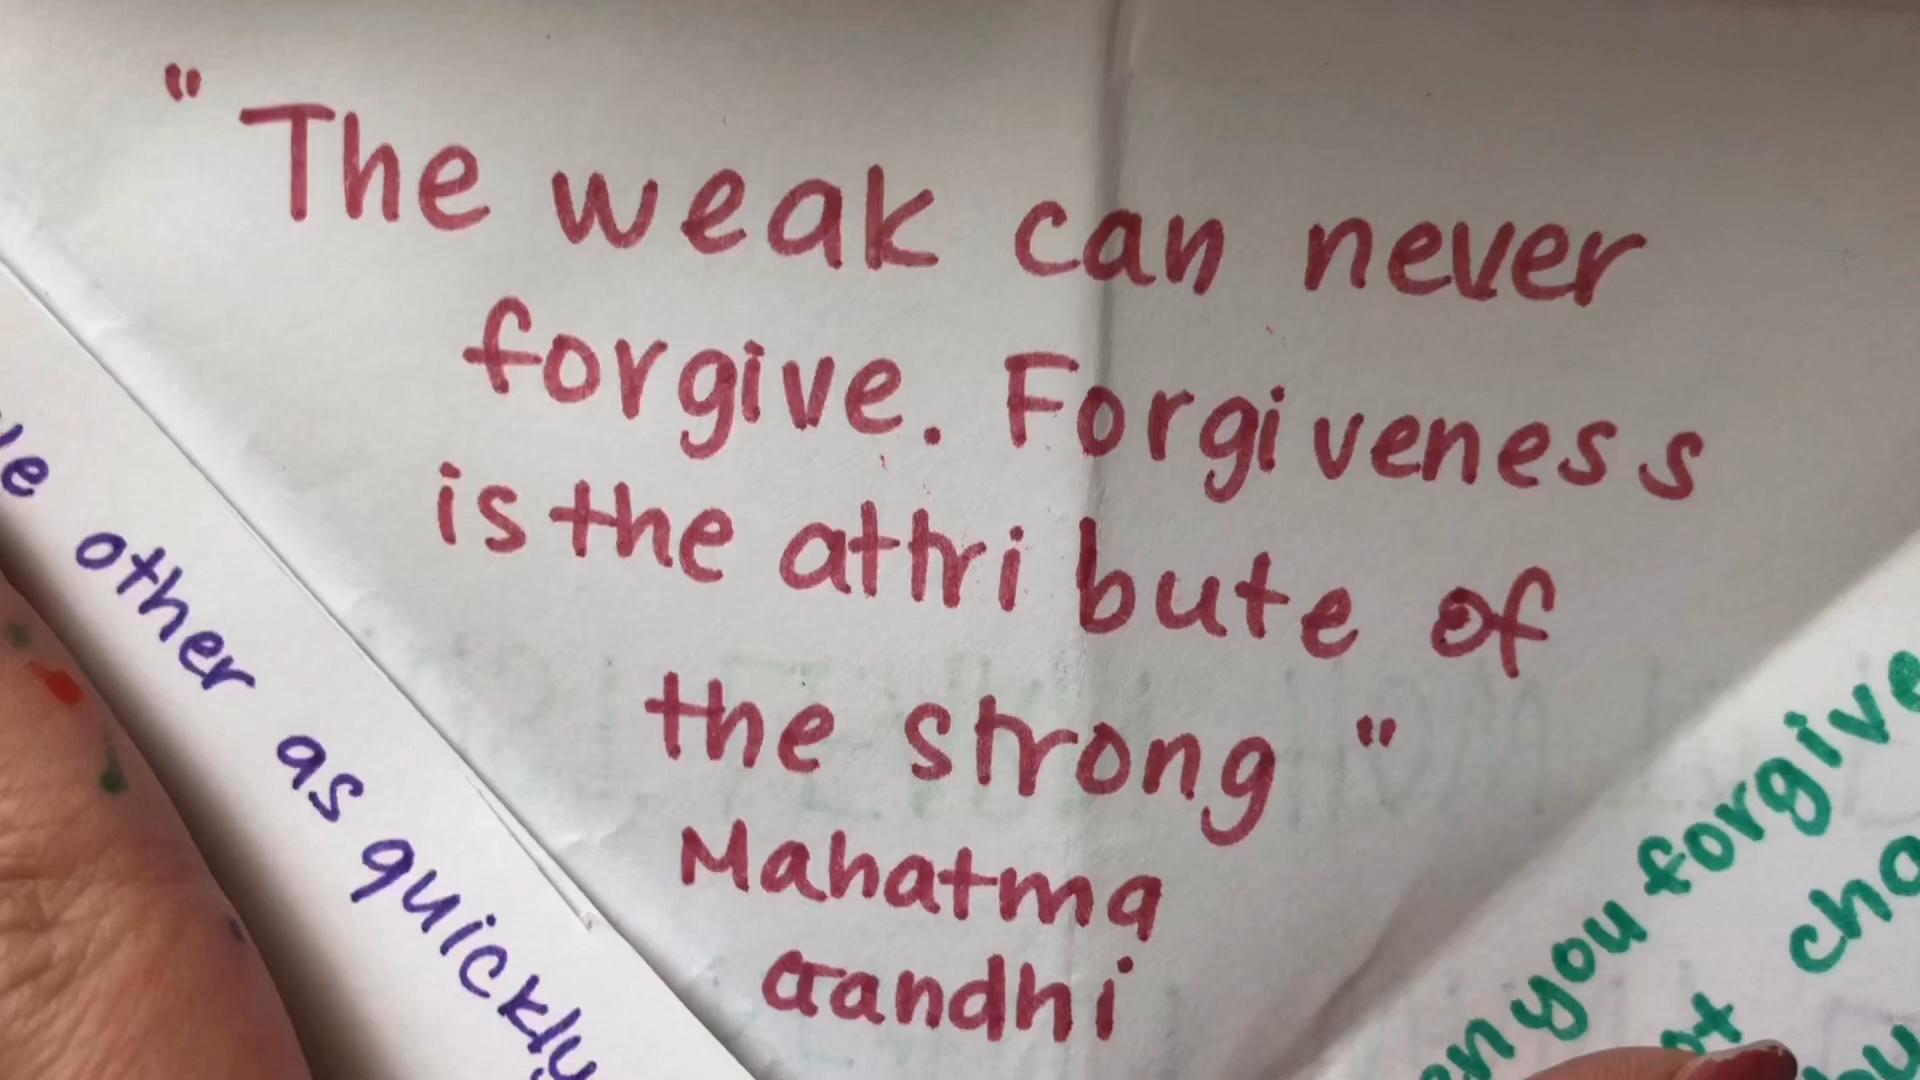 "The weak can never
forgive. Forgiveness
is the attribute of
the strong"
Mahatma
Gandhi
other as quickly
you forgive